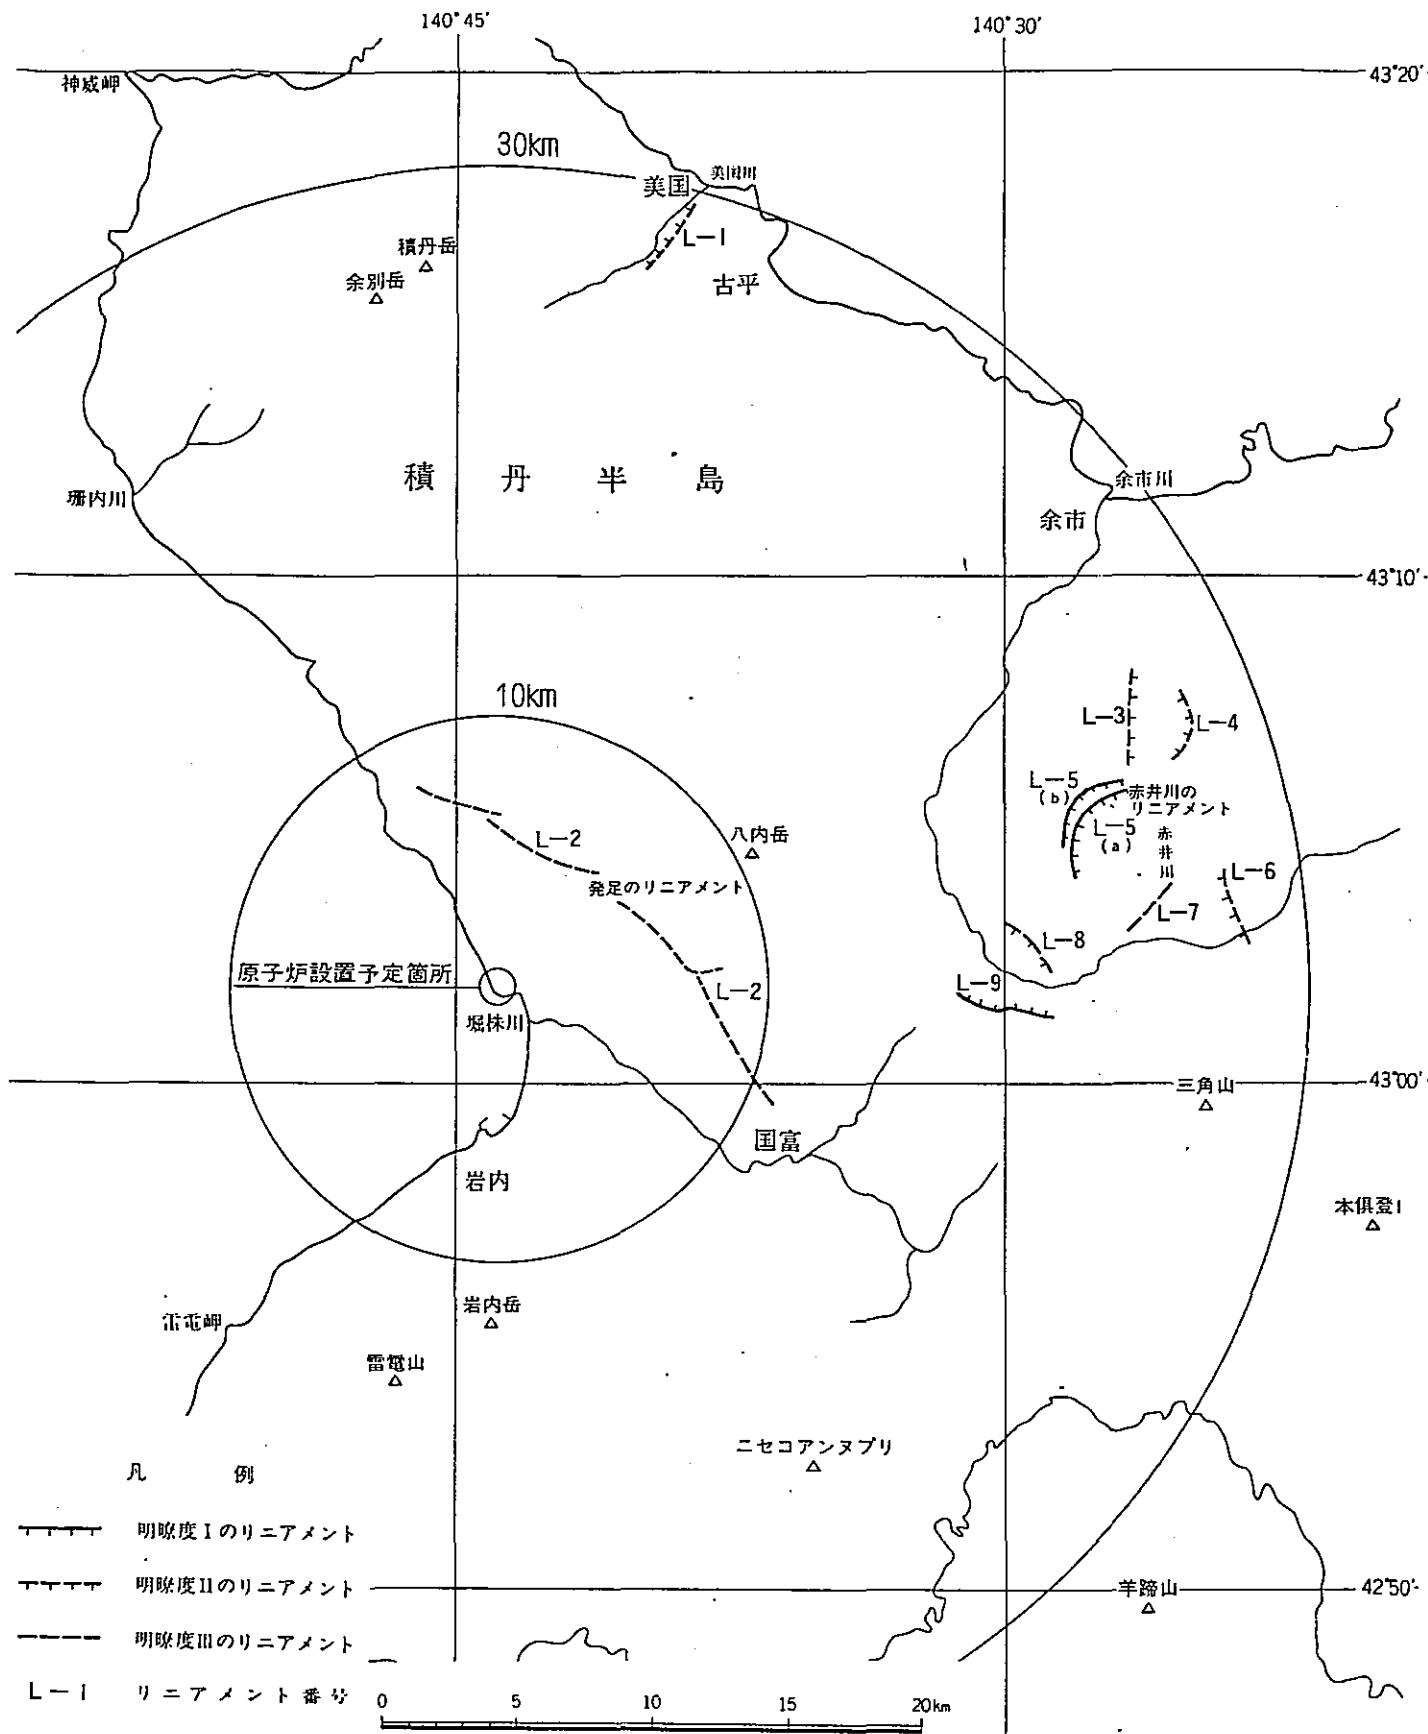 140°45′
140°30′
43°20′
神威岬
30km
美国川
美国
L-1
積丹岳
余別岳
古平
積丹半島
珊内川
余市川
余市
43°10′
10km
L-3
L-4
L-5
(b)
赤井川の
リニアメント
L-5
(a)
赤井川
L-2
八内岳
発足のリニアメント
L-6
L-7
L-8
原子炉設置予定箇所
L-2
L-9
堀株川
43°00′
三角山
国富
岩内
本倶登1
雷電岬
岩内岳
雷電山
ニセコアンヌプリ
凡例
明瞭度Iのリニアメント
明瞭度IIのリニアメント
42°50′
羊蹄山
明瞭度IIIのリニアメント
L-i リニアメント番号
0 5 10 15 20km